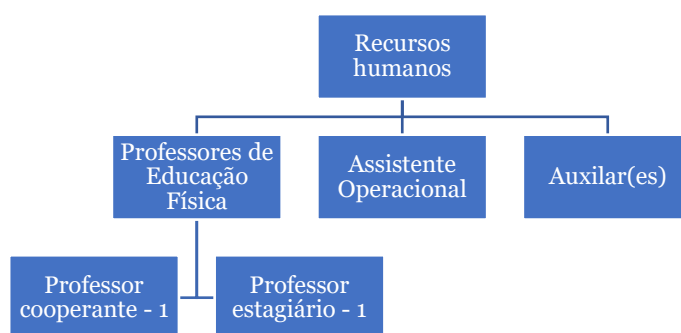 Recursos
humanos
Professores de
Educação
Física
Assistente
Operacional
Auxilar(es)
Professor
cooperante - 1
Professor
estagiário - 1